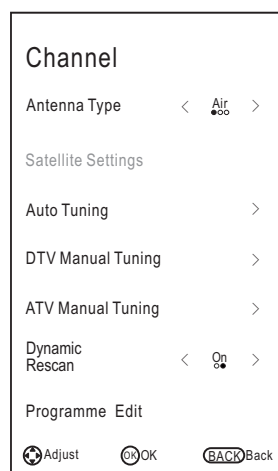 Channel
Antenna Type < Air >
Satellite Settings
Auto Tuning >
DTV Manual Tuning >
ATV Manual Tuning >
Dynamic
Rescan < On >
Programme Edit
Adjust OK OK BACK Back